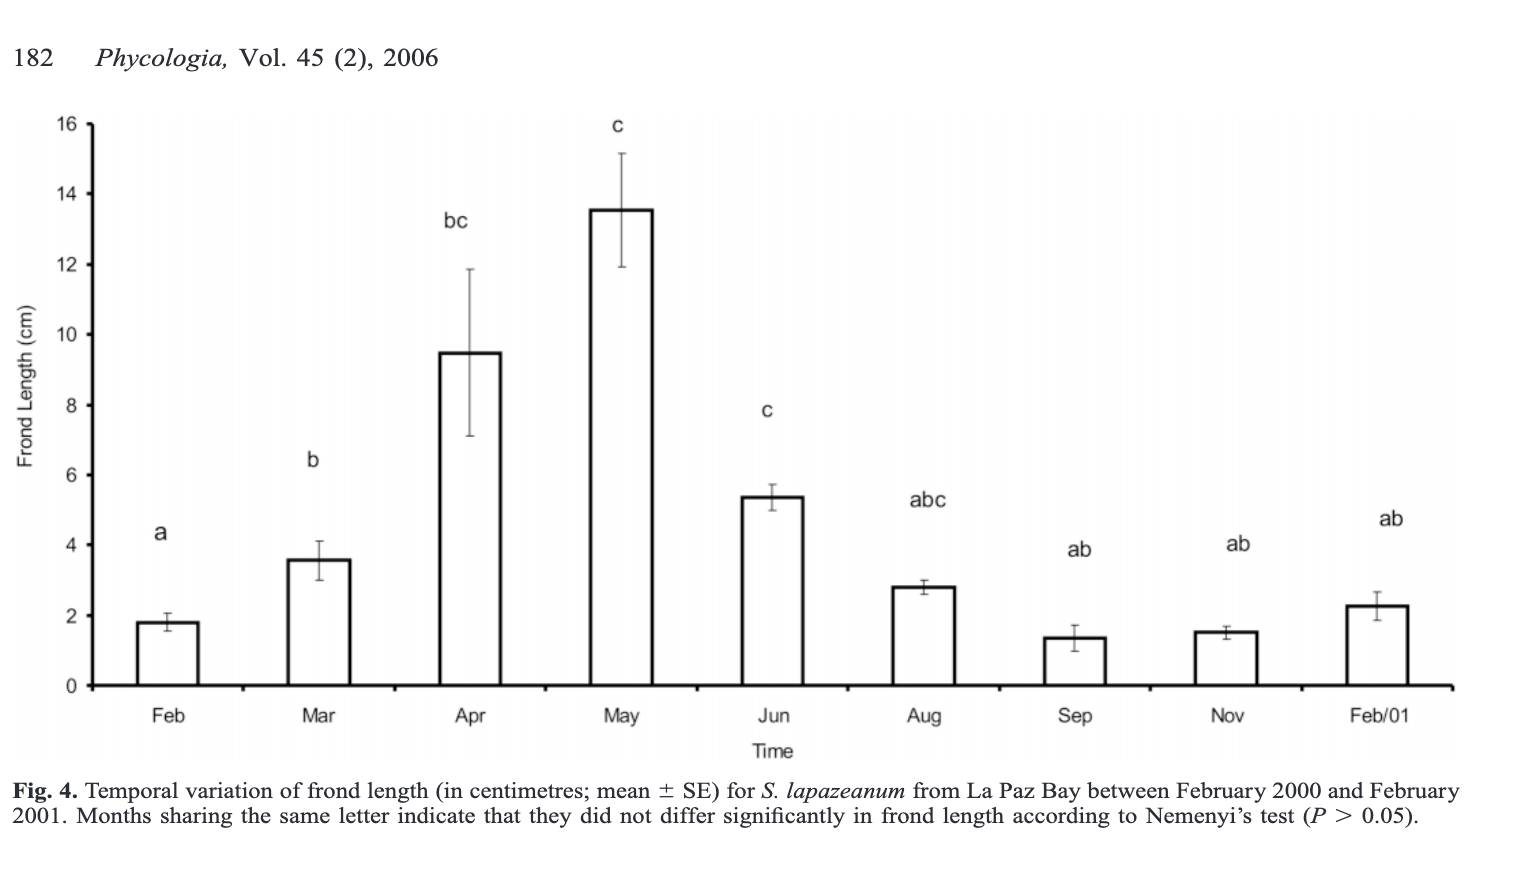 182 Phycologia, Vol. 45 (2), 2006
16
14
12
10
8
6
4
2
0
Frond Length (cm)
a
b
bc
c
c
abc
ab
ab
ab
Feb Mar Apr May Jun Aug Sep Nov Feb/01
Time
Fig. 4. Temporal variation of frond length (in centimetres; mean ± SE) for S. lapazeanum from La Paz Bay between February 2000 and February
2001. Months sharing the same letter indicate that they did not differ significantly in frond length according to Nemenyi’s test (P > 0.05).